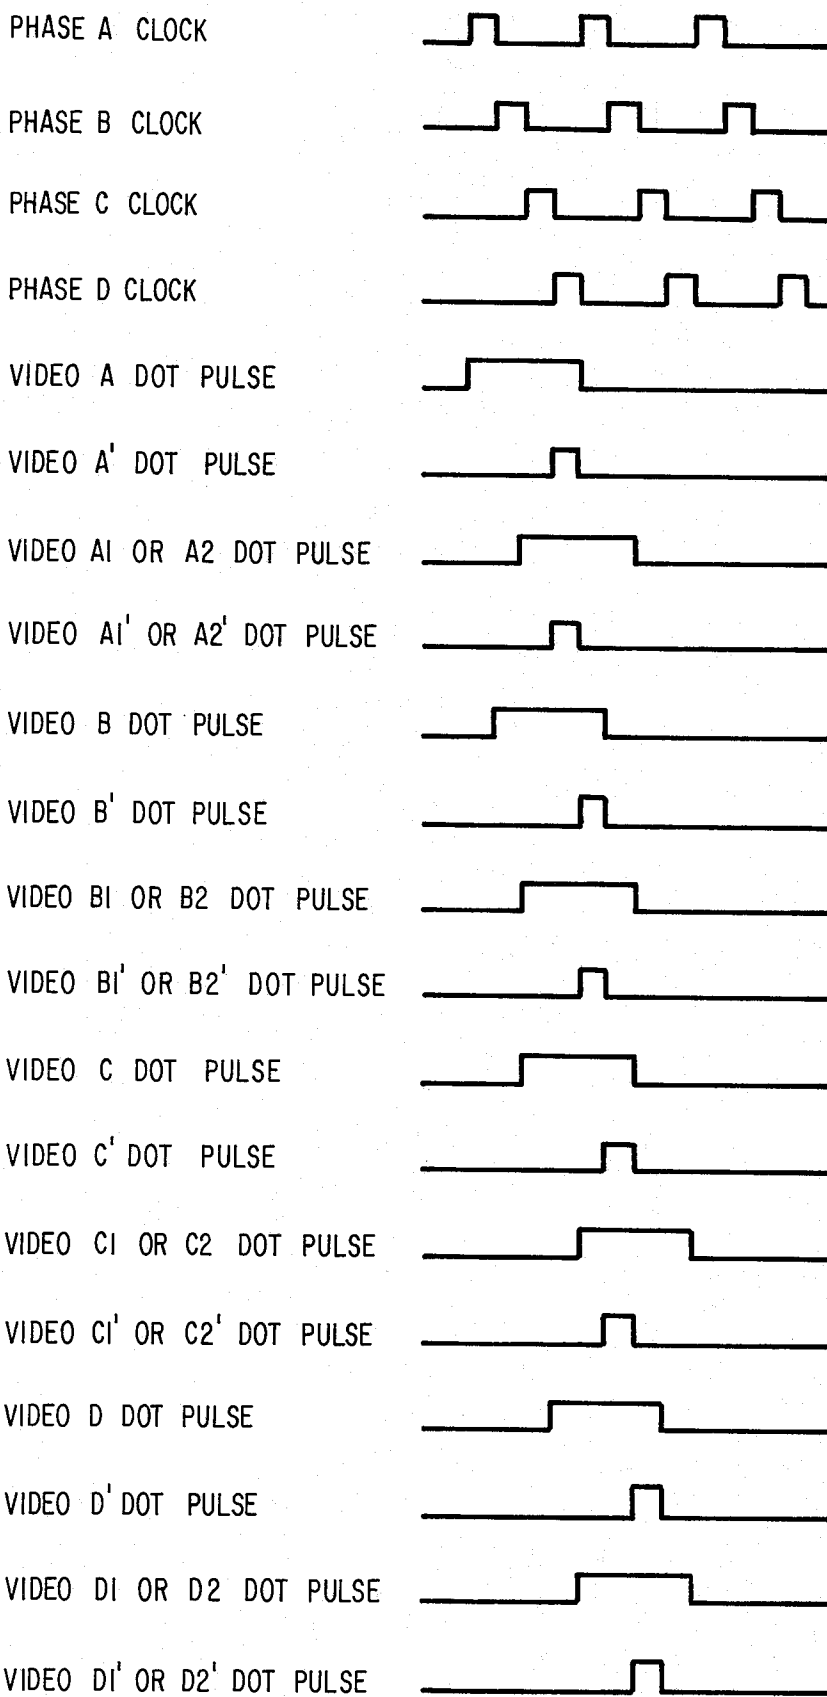 PHASE A CLOCK
PHASE B CLOCK
PHASE C CLOCK
PHASE D CLOCK
VIDEO A DOT PULSE
VIDEO A' DOT PULSE
VIDEO A1 OR A2 DOT PULSE
VIDEO A1' OR A2' DOT PULSE
VIDEO B DOT PULSE
VIDEO B' DOT PULSE
VIDEO B1 OR B2 DOT PULSE
VIDEO B1' OR B2' DOT PULSE
VIDEO C DOT PULSE
VIDEO C' DOT PULSE
VIDEO C1 OR C2 DOT PULSE
VIDEO C1' OR C2' DOT PULSE
VIDEO D DOT PULSE
VIDEO D' DOT PULSE
VIDEO D1 OR D2 DOT PULSE
VIDEO D1' OR D2' DOT PULSE